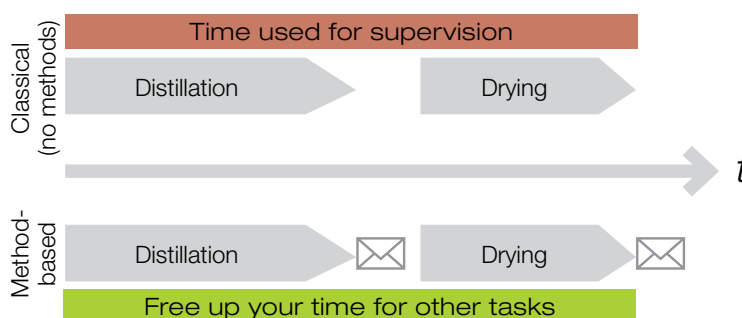 Time used for supervision
Classical
(no methods)
Distillation
Drying
t
Method-
based
Distillation
Drying
Free up your time for other tasks